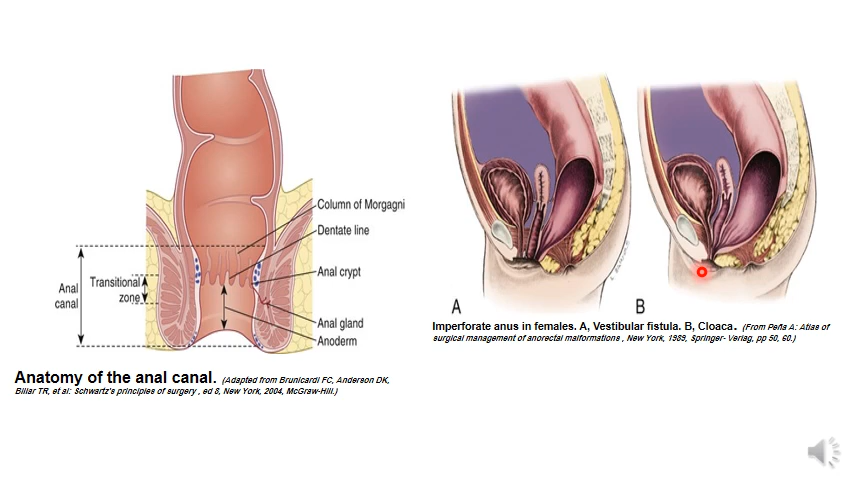 Column of Morgagni
Dentate line
Anal crypt
Transitional
zone
Anal
canal
Anal gland
Anoderm
Anatomy of the anal canal. (Adapted from Brunicardi FC, Anderson DK,
Billar TR, et al: Schwartz's principles of surgery , ed 8, New York, 2004, McGraw-Hill.)
A
B
Imperforate anus in females. A, Vestibular fistula. B, Cloaca. (From Peña A: Atlas of
surgical management of anorectal malformations , New York, 1989, Springer- Verlag, pp 50, 60.)